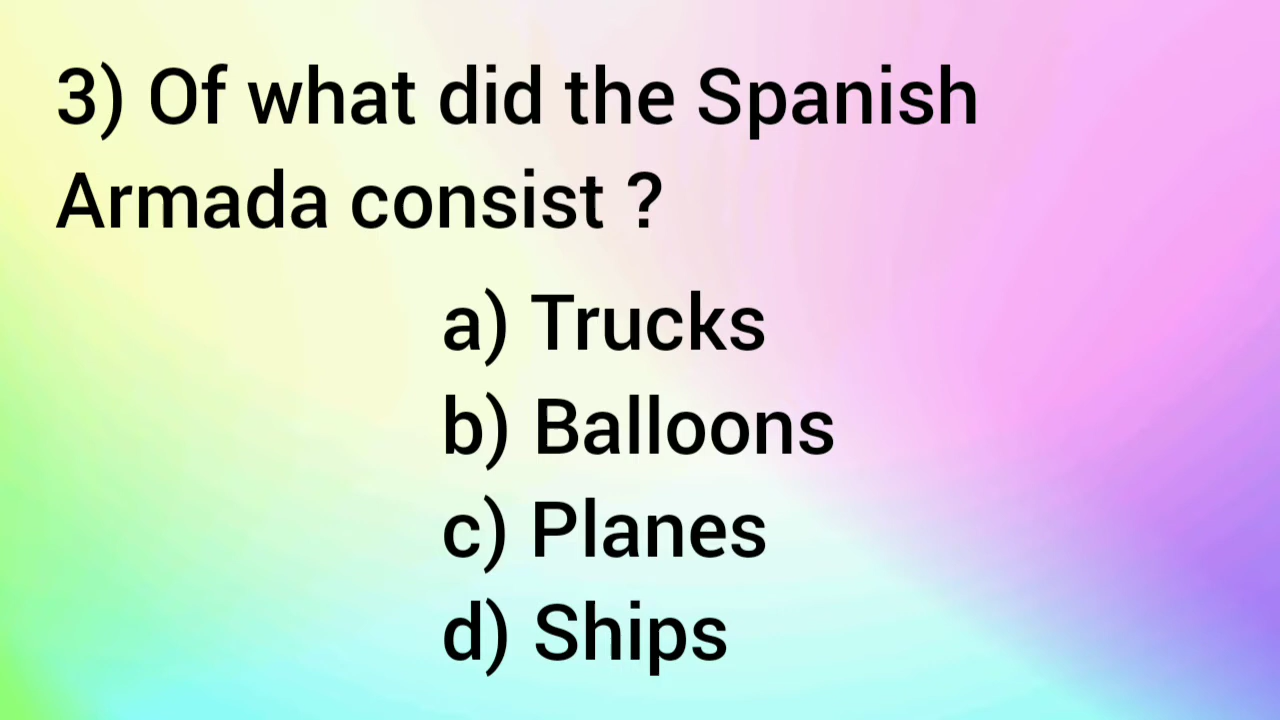 3) Of what did the Spanish
Armada consist ?
a) Trucks
b) Balloons
c) Planes
d) Ships